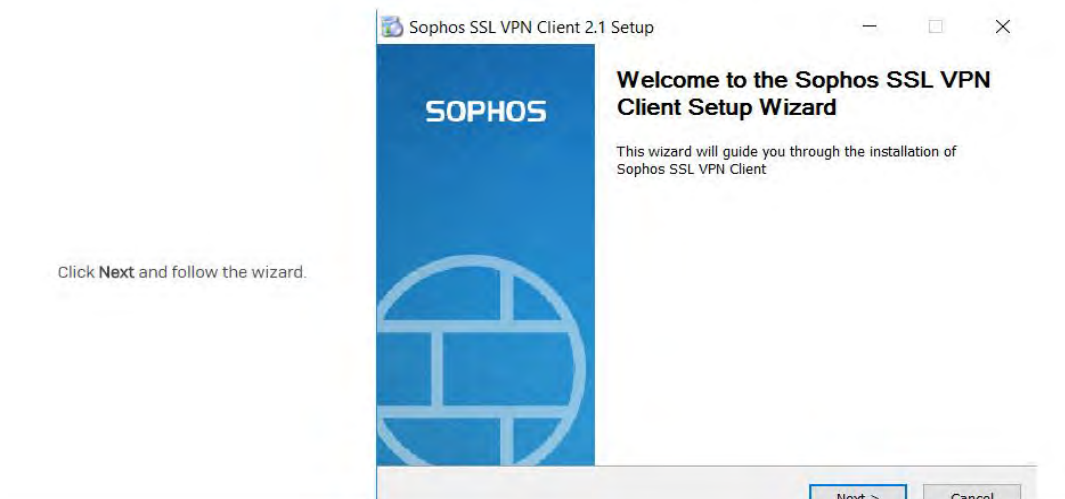 Sophos SSL VPN Client 2.1 Setup
SOPHOS
Welcome to the Sophos SSL VPN
Client Setup Wizard
This wizard will guide you through the installation of
Sophos SSL VPN Client
Click Next and follow the wizard.
Next >
Cancel